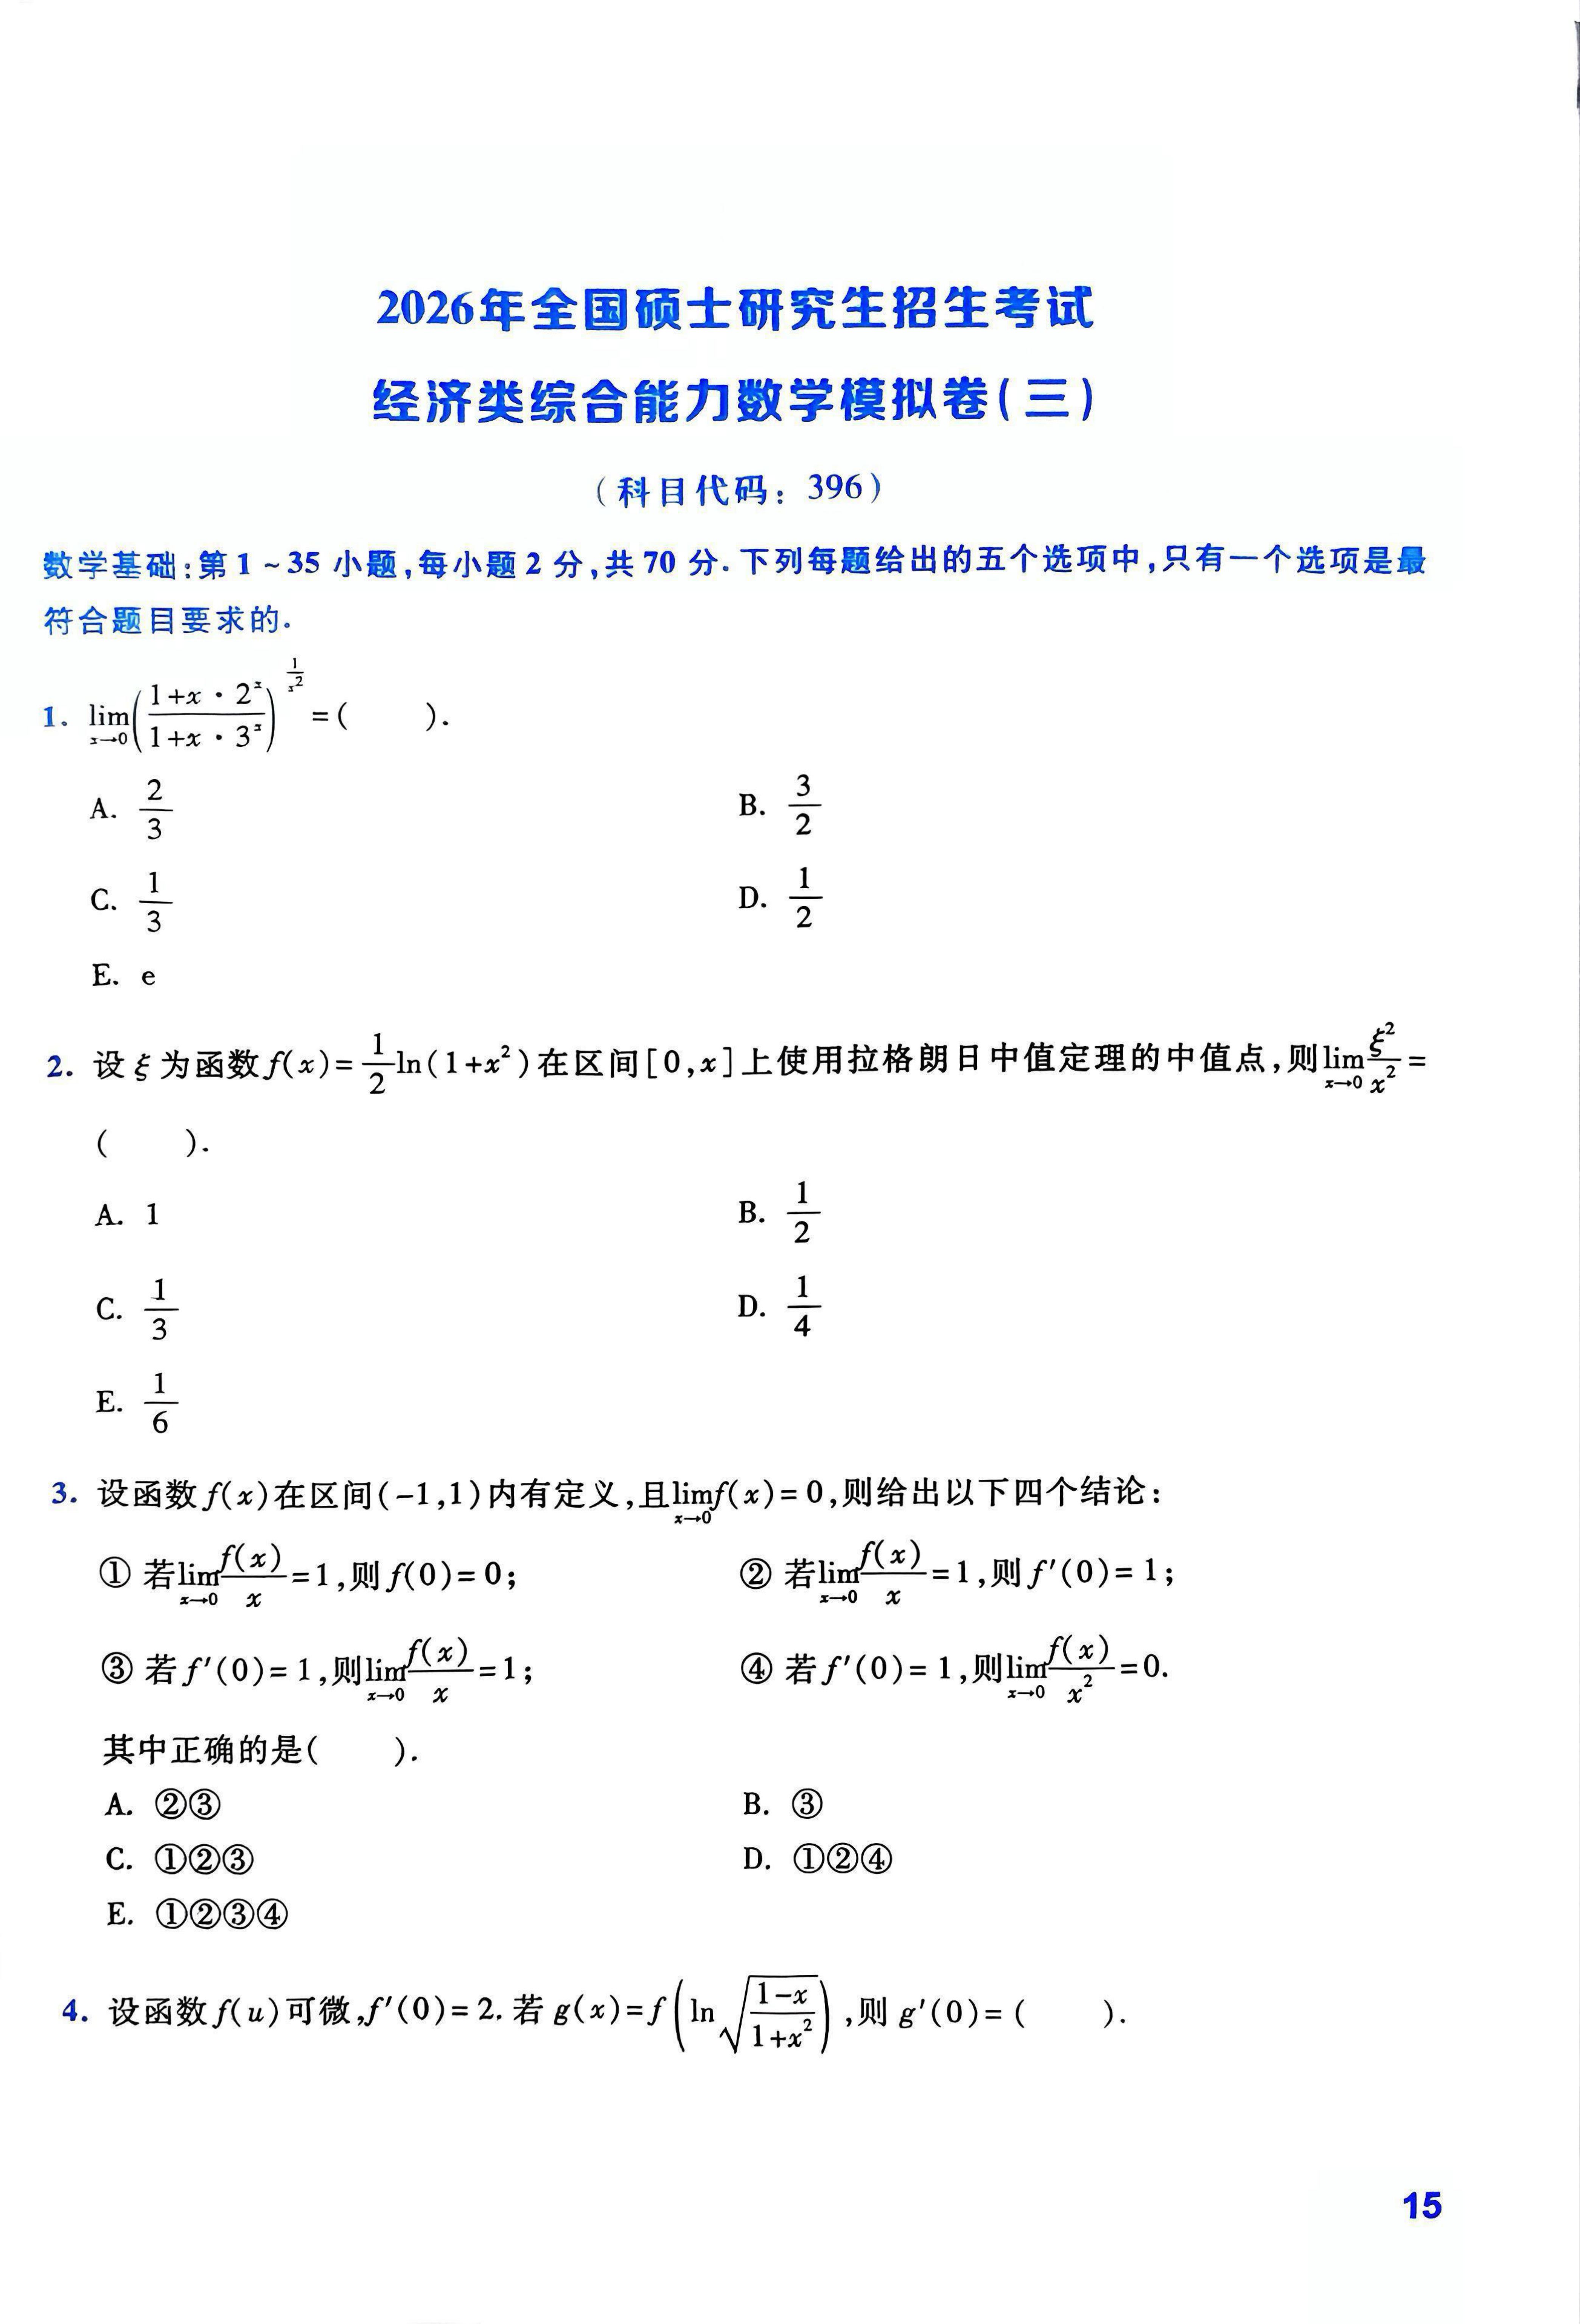 2026年全国硕士研究生招生考试
经济类综合能力数学模拟卷(三)
(科目代码：396)
数学基础:第1~35小题,每小题2分,共70分.下列每题给出的五个选项中,只有一个选项是最
符合题目要求的.
1. lim_{x→0}((1+x·2^x)/(1+x·3^x))^{1/x^2}=( ).
A. 2/3 B. 3/2
C. 1/3 D. 1/2
E. e
2. 设ξ为函数f(x)=1/2 ln(1+x²)在区间[0,x]上使用拉格朗日中值定理的中值点,则lim_{x→0} ξ²/x²=
( ).
A. 1 B. 1/2
C. 1/3 D. 1/4
E. 1/6
3. 设函数f(x)在区间(-1,1)内有定义,且lim_{x→0}f(x)=0,则给出以下四个结论:
① 若lim_{x→0} f(x)/x=1,则f(0)=0; ② 若lim_{x→0} f(x)/x=1,则f′(0)=1;
③ 若f′(0)=1,则lim_{x→0} f(x)/x=1; ④ 若f′(0)=1,则lim_{x→0} f(x)/x²=0.
其中正确的是( ).
A. ②③ B. ③
C. ①②③ D. ①②④
E. ①②③④
4. 设函数f(u)可微,f′(0)=2.若g(x)=f(ln√((1-x)/(1+x²))),则g′(0)=( ).
15